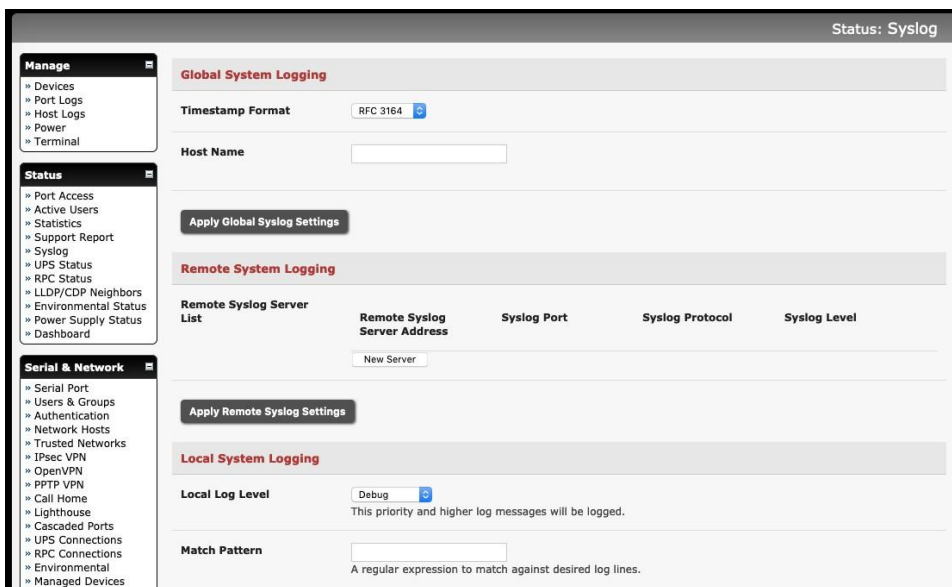 Status: Syslog
Manage
» Devices
» Port Logs
» Host Logs
» Power
» Terminal
Status
» Port Access
» Active Users
» Statistics
» Support Report
» Syslog
» UPS Status
» RPC Status
» LLDP/CDP Neighbors
» Environmental Status
» Power Supply Status
» Dashboard
Serial & Network
» Serial Port
» Users & Groups
» Authentication
» Network Hosts
» Trusted Networks
» IPsec VPN
» OpenVPN
» PPTP VPN
» Call Home
» Lighthouse
» Cascaded Ports
» UPS Connections
» RPC Connections
» Environmental
» Managed Devices
Global System Logging
Timestamp Format RFC 3164
Host Name
Apply Global Syslog Settings
Remote System Logging
Remote Syslog Server
List
Remote Syslog
Server Address
Syslog Port
Syslog Protocol
Syslog Level
New Server
Apply Remote Syslog Settings
Local System Logging
Local Log Level Debug
This priority and higher log messages will be logged.
Match Pattern
A regular expression to match against desired log lines.